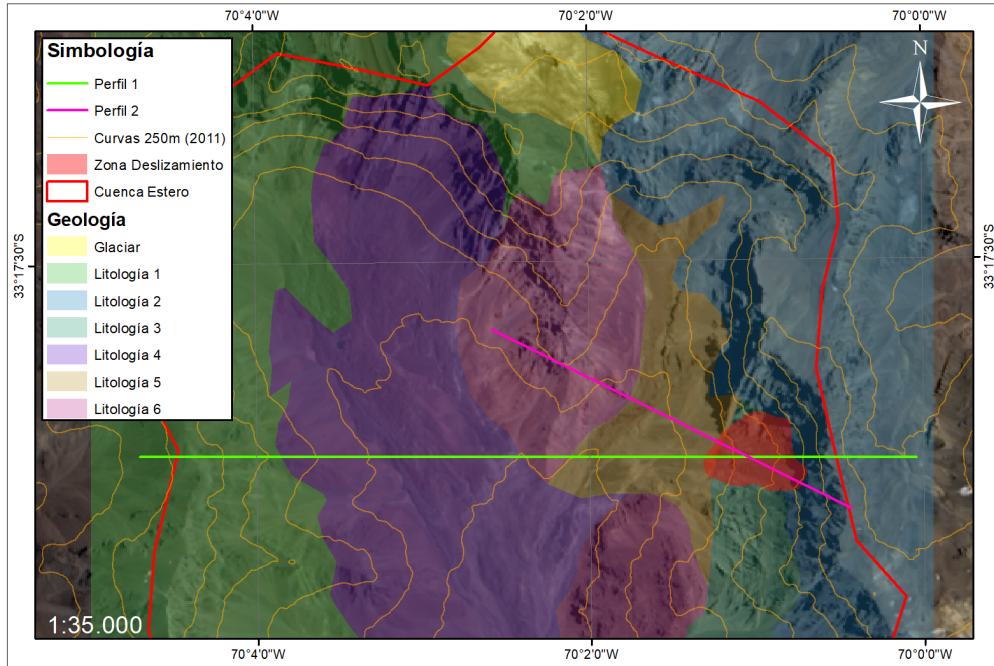 70°4'0"W
70°2'0"W
70°0'0"W
Simbología
Perfil 1
Perfil 2
Curvas 250m (2011)
Zona Deslizamiento
Cuenca Estero
Geología
Glaciar
Litología 1
Litología 2
Litología 3
Litología 4
Litología 5
Litología 6
N
33°17'30"S
33°17'30"S
1:35.000
70°4'0"W
70°2'0"W
70°0'0"W